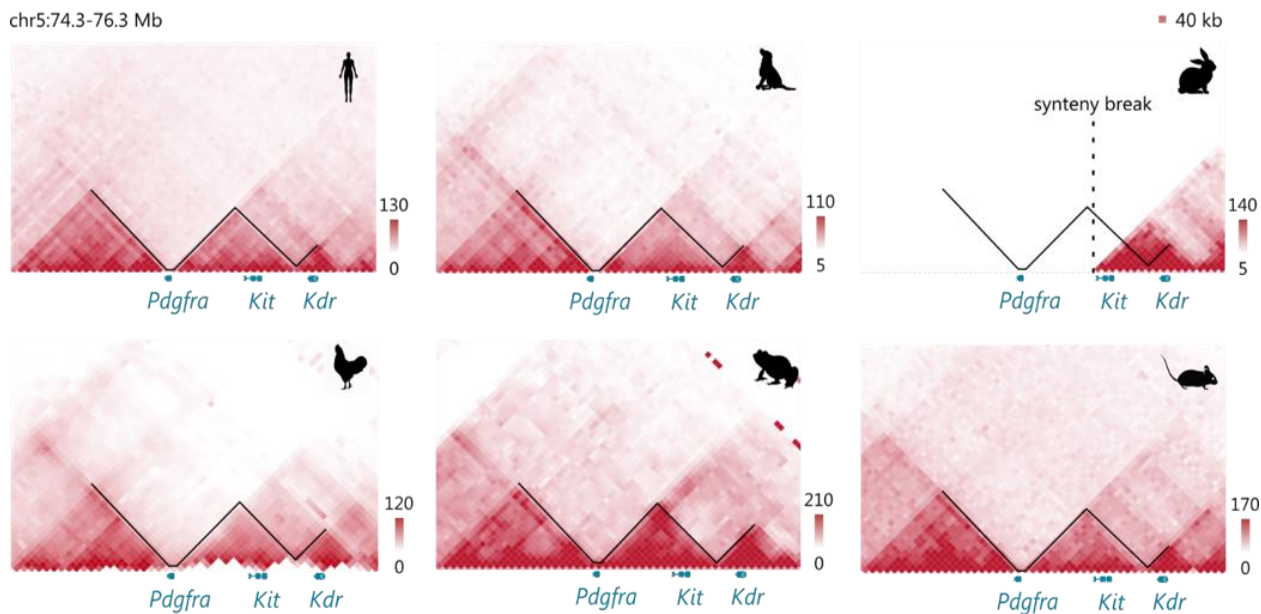 chr5:74.3-76.3 Mb
40 kb
130
0
Pdgfra Kit Kdr
110
5
Pdgfra Kit Kdr
synteny break
140
5
Pdgfra Kit Kdr
120
0
Pdgfra Kit Kdr
210
0
Pdgfra Kit Kdr
170
0
Pdgfra Kit Kdr